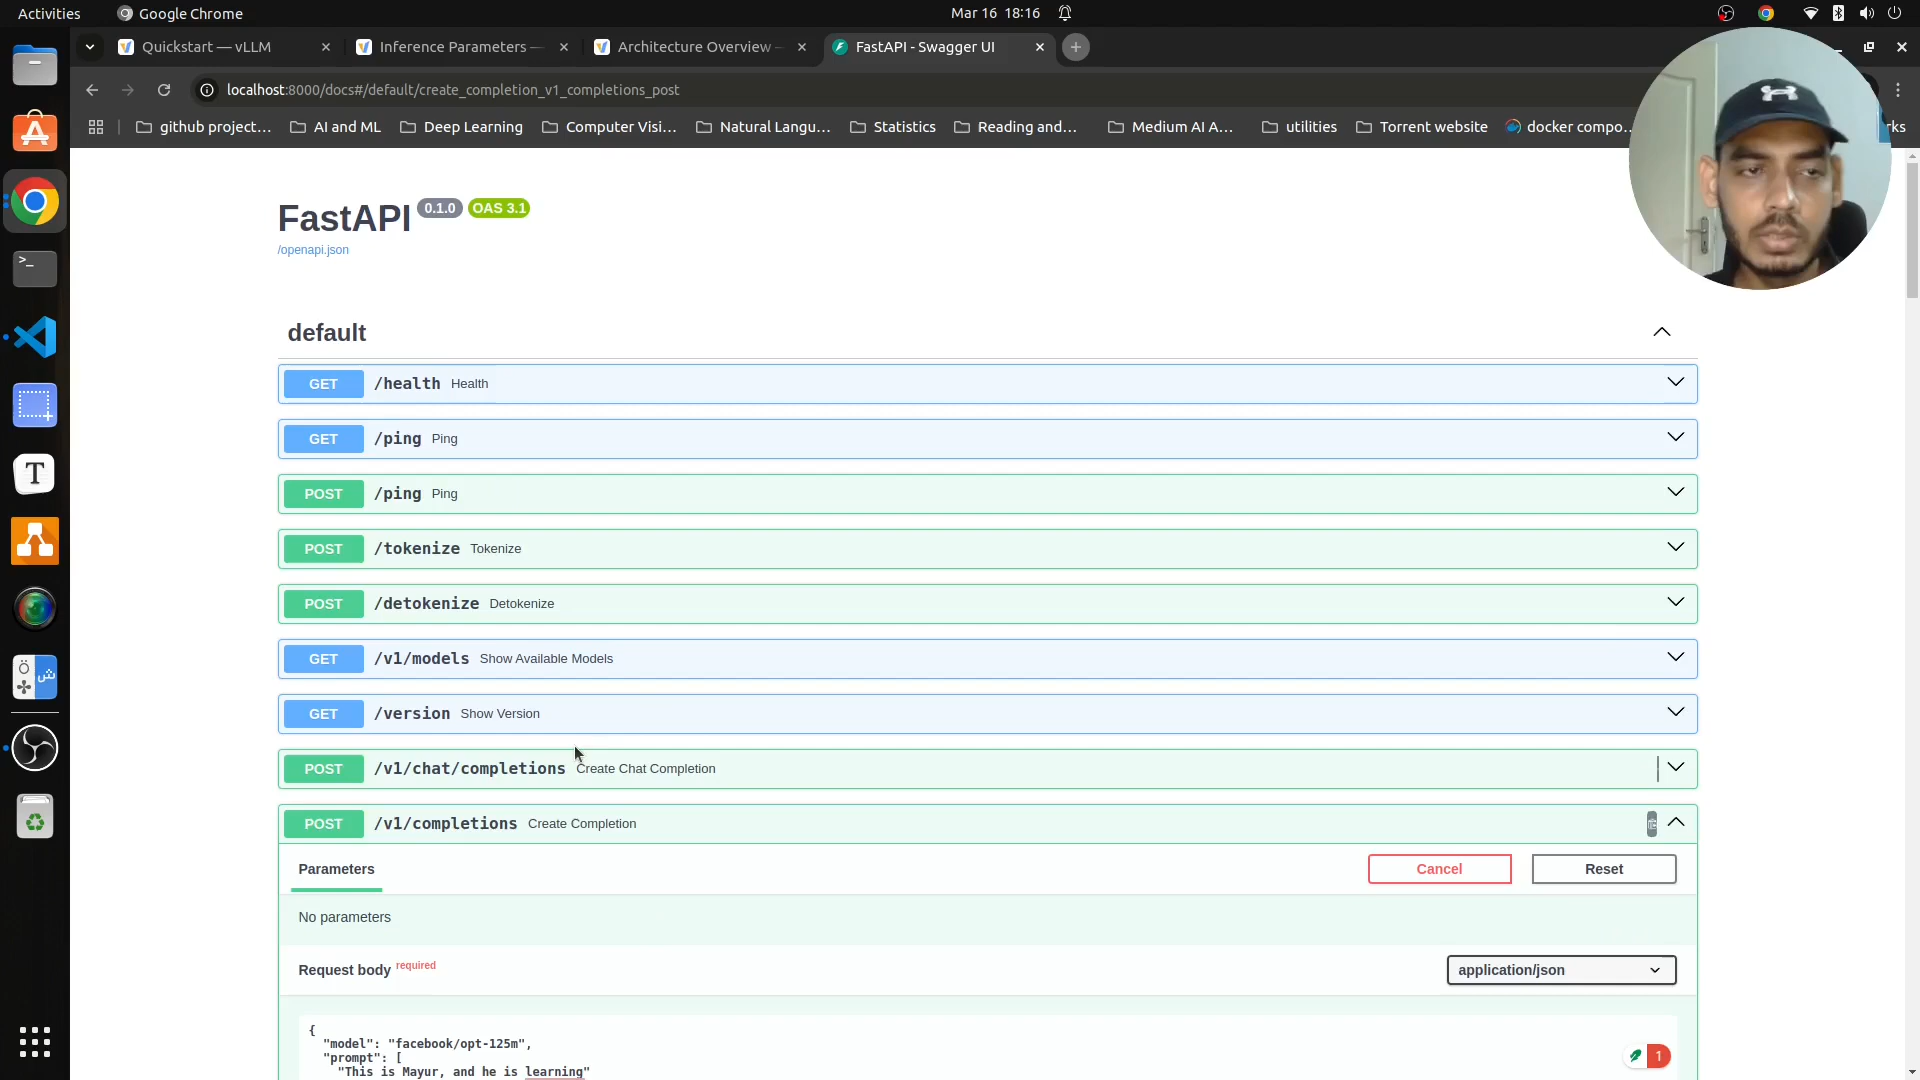 Activities
Google Chrome
Mar 16 18:16
Quickstart — vLLM
Inference Parameters —
Architecture Overview -
FastAPI - Swagger UI
localhost:8000/docs#/default/create_completion_v1_completions_post
github project...
AI and ML
Deep Learning
Computer Visi...
Natural Langu...
Statistics
Reading and...
Medium AI A...
utilities
Torrent website
docker compo...
rks
FastAPI 0.1.0 OAS 3.1
/openapi.json
default
GET /health Health
GET /ping Ping
POST /ping Ping
POST /tokenize Tokenize
POST /detokenize Detokenize
GET /v1/models Show Available Models
GET /version Show Version
POST /v1/chat/completions Create Chat Completion
POST /v1/completions Create Completion
Parameters
Cancel
Reset
No parameters
Request body required
application/json
{
"model": "facebook/opt-125m",
"prompt": [
"This is Mayur, and he is learning"
1